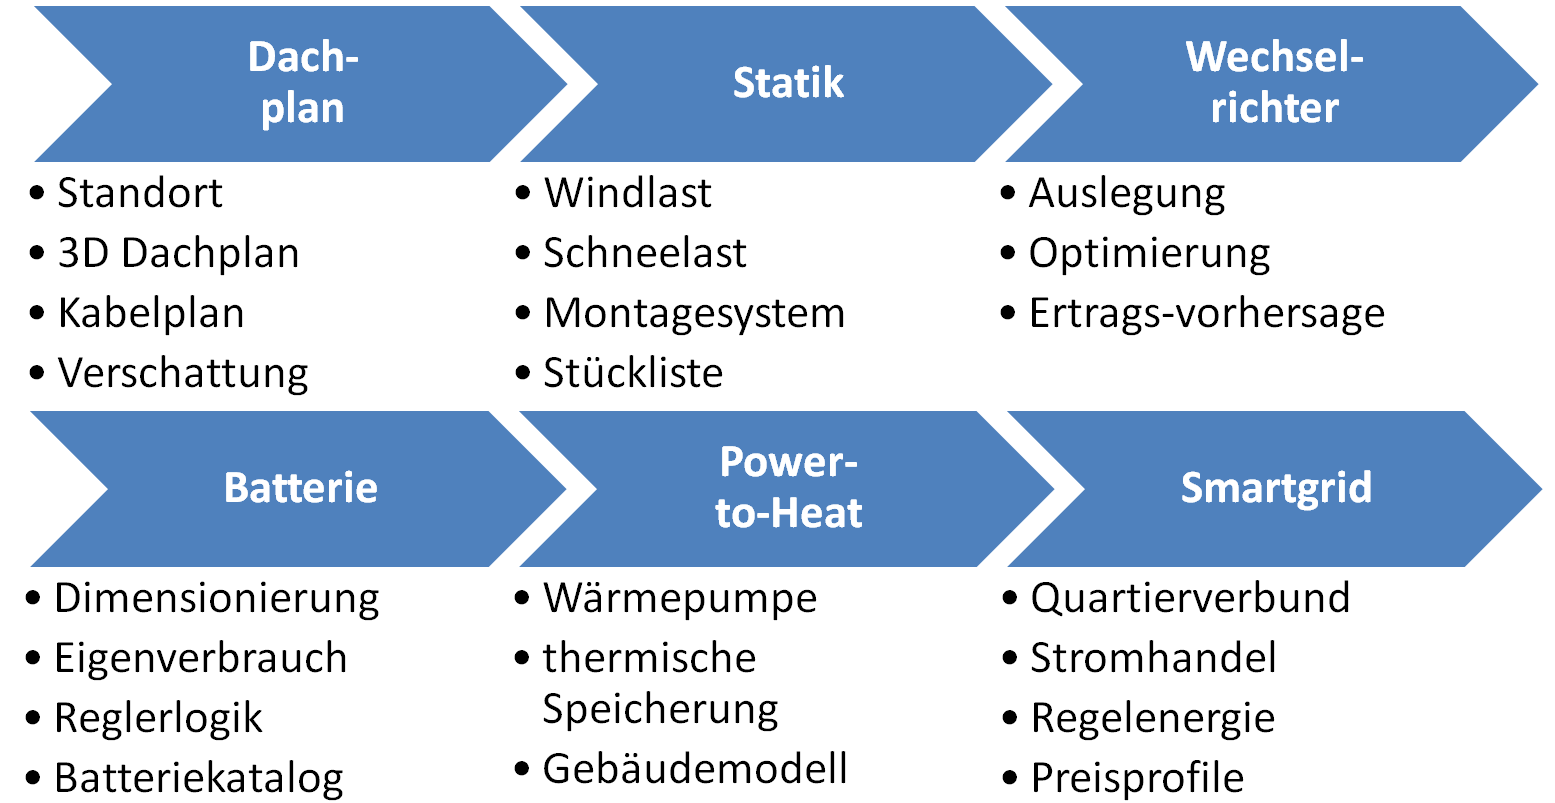 Dach-
plan
• Standort
• 3D Dachplan
• Kabelplan
• Verschattung
Statik
• Windlast
• Schneelast
• Montagesystem
• Stückliste
Wechsel-
richter
• Auslegung
• Optimierung
• Ertrags-vorhersage
Batterie
• Dimensionierung
• Eigenverbrauch
• Reglerlogik
• Batteriekatalog
Power-
to-Heat
• Wärmepumpe
• thermische
Speicherung
• Gebäudemodell
Smartgrid
• Quartierverbund
• Stromhandel
• Regelenergie
• Preisprofile